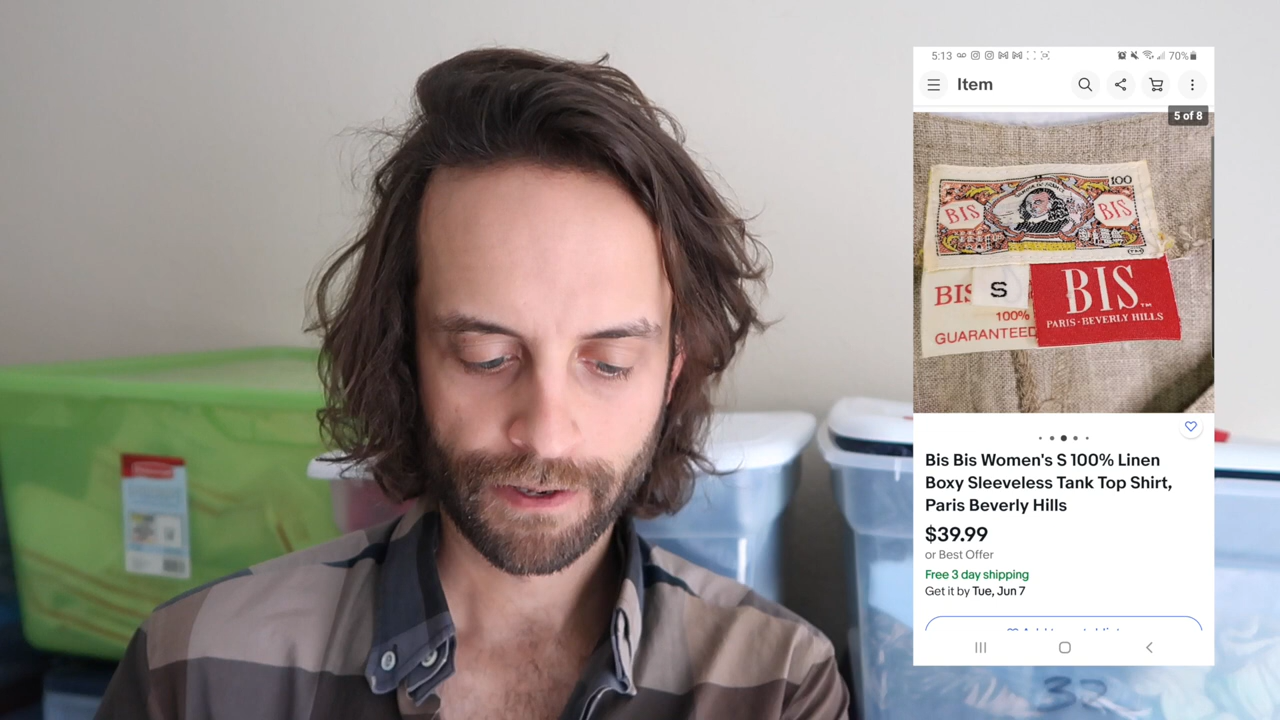 5:13
70%
Item
5 of 8
100
BIS
BIS
BIS
S
BIS
100%
PARIS - BEVERLY HILLS
GUARANTEED
Bis Bis Women's S 100% Linen
Boxy Sleeveless Tank Top Shirt,
Paris Beverly Hills
$39.99
or Best Offer
Free 3 day shipping
Get it by Tue, Jun 7
32